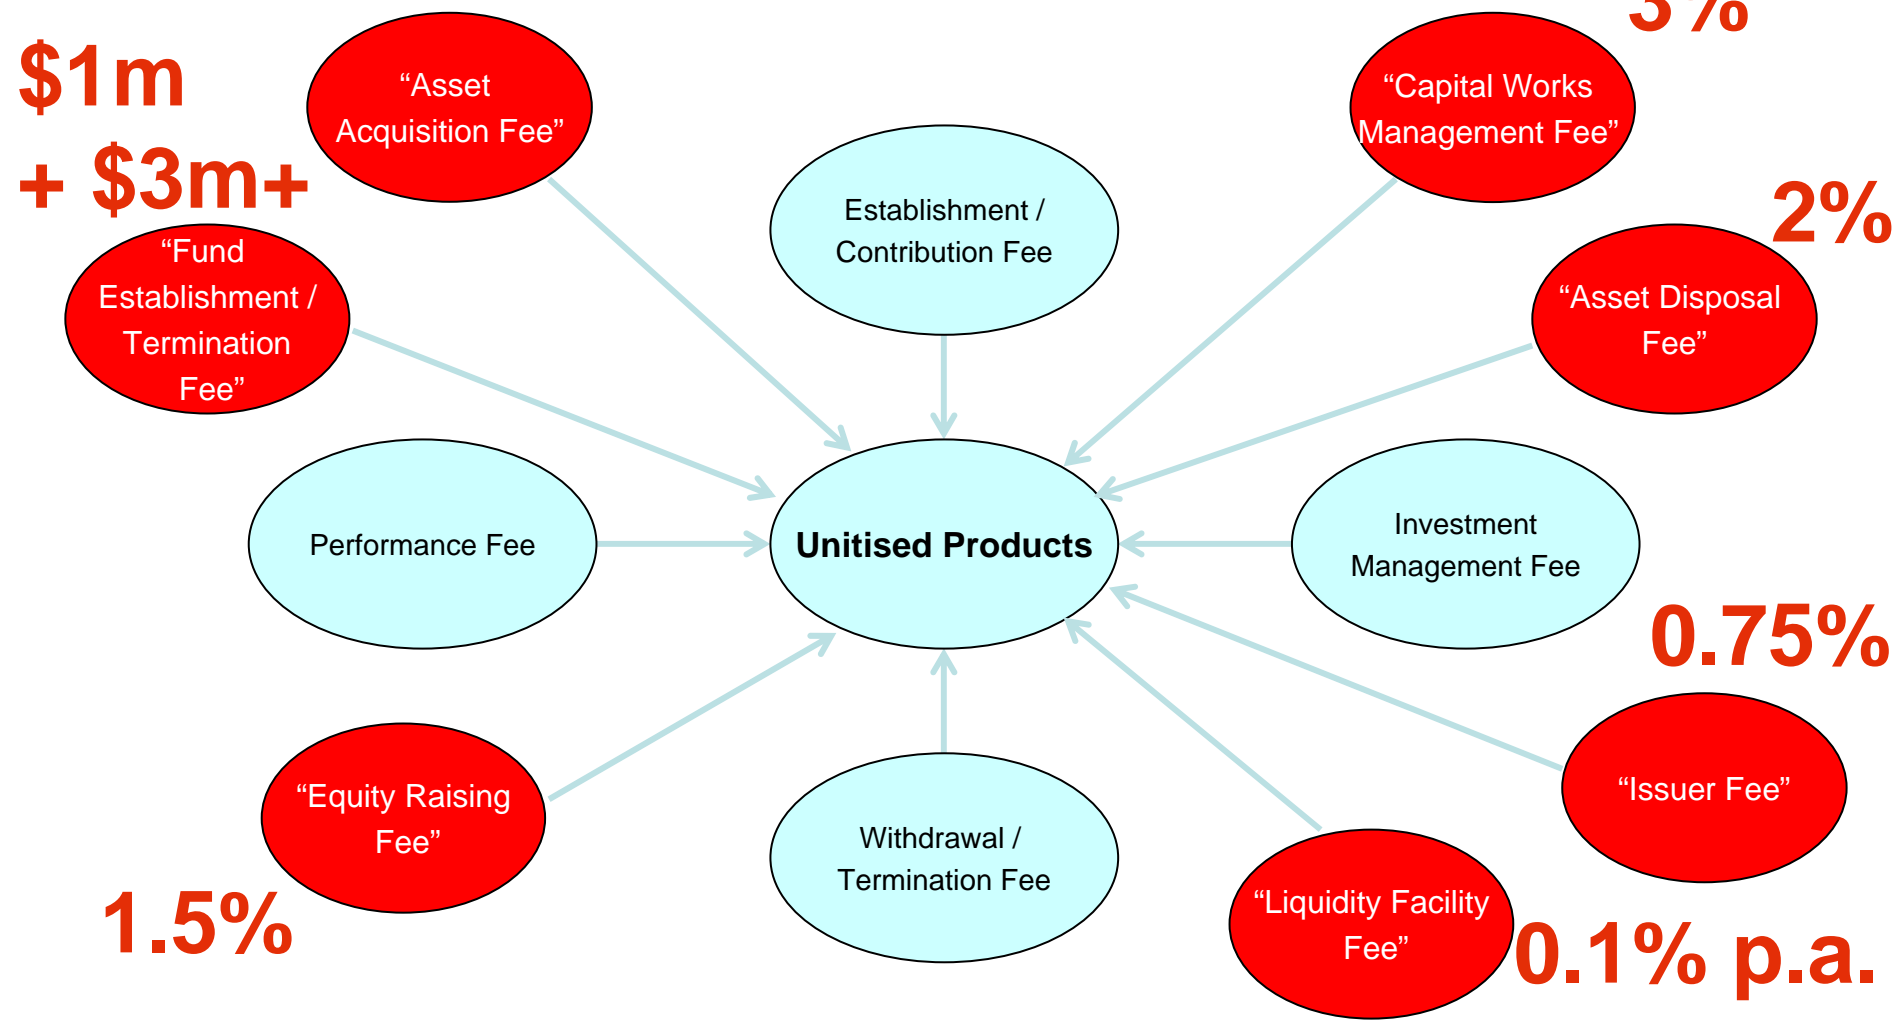 3%
$1m
+ $3m+
“Asset
Acquisition Fee”
“Capital Works
Management Fee”
Establishment /
Contribution Fee
2%
“Fund
Establishment /
Termination
Fee”
“Asset Disposal
Fee”
Performance Fee
Unitised Products
Investment
Management Fee
0.75%
“Equity Raising
Fee”
“Issuer Fee”
Withdrawal /
Termination Fee
1.5%
“Liquidity Facility
Fee”
0.1% p.a.